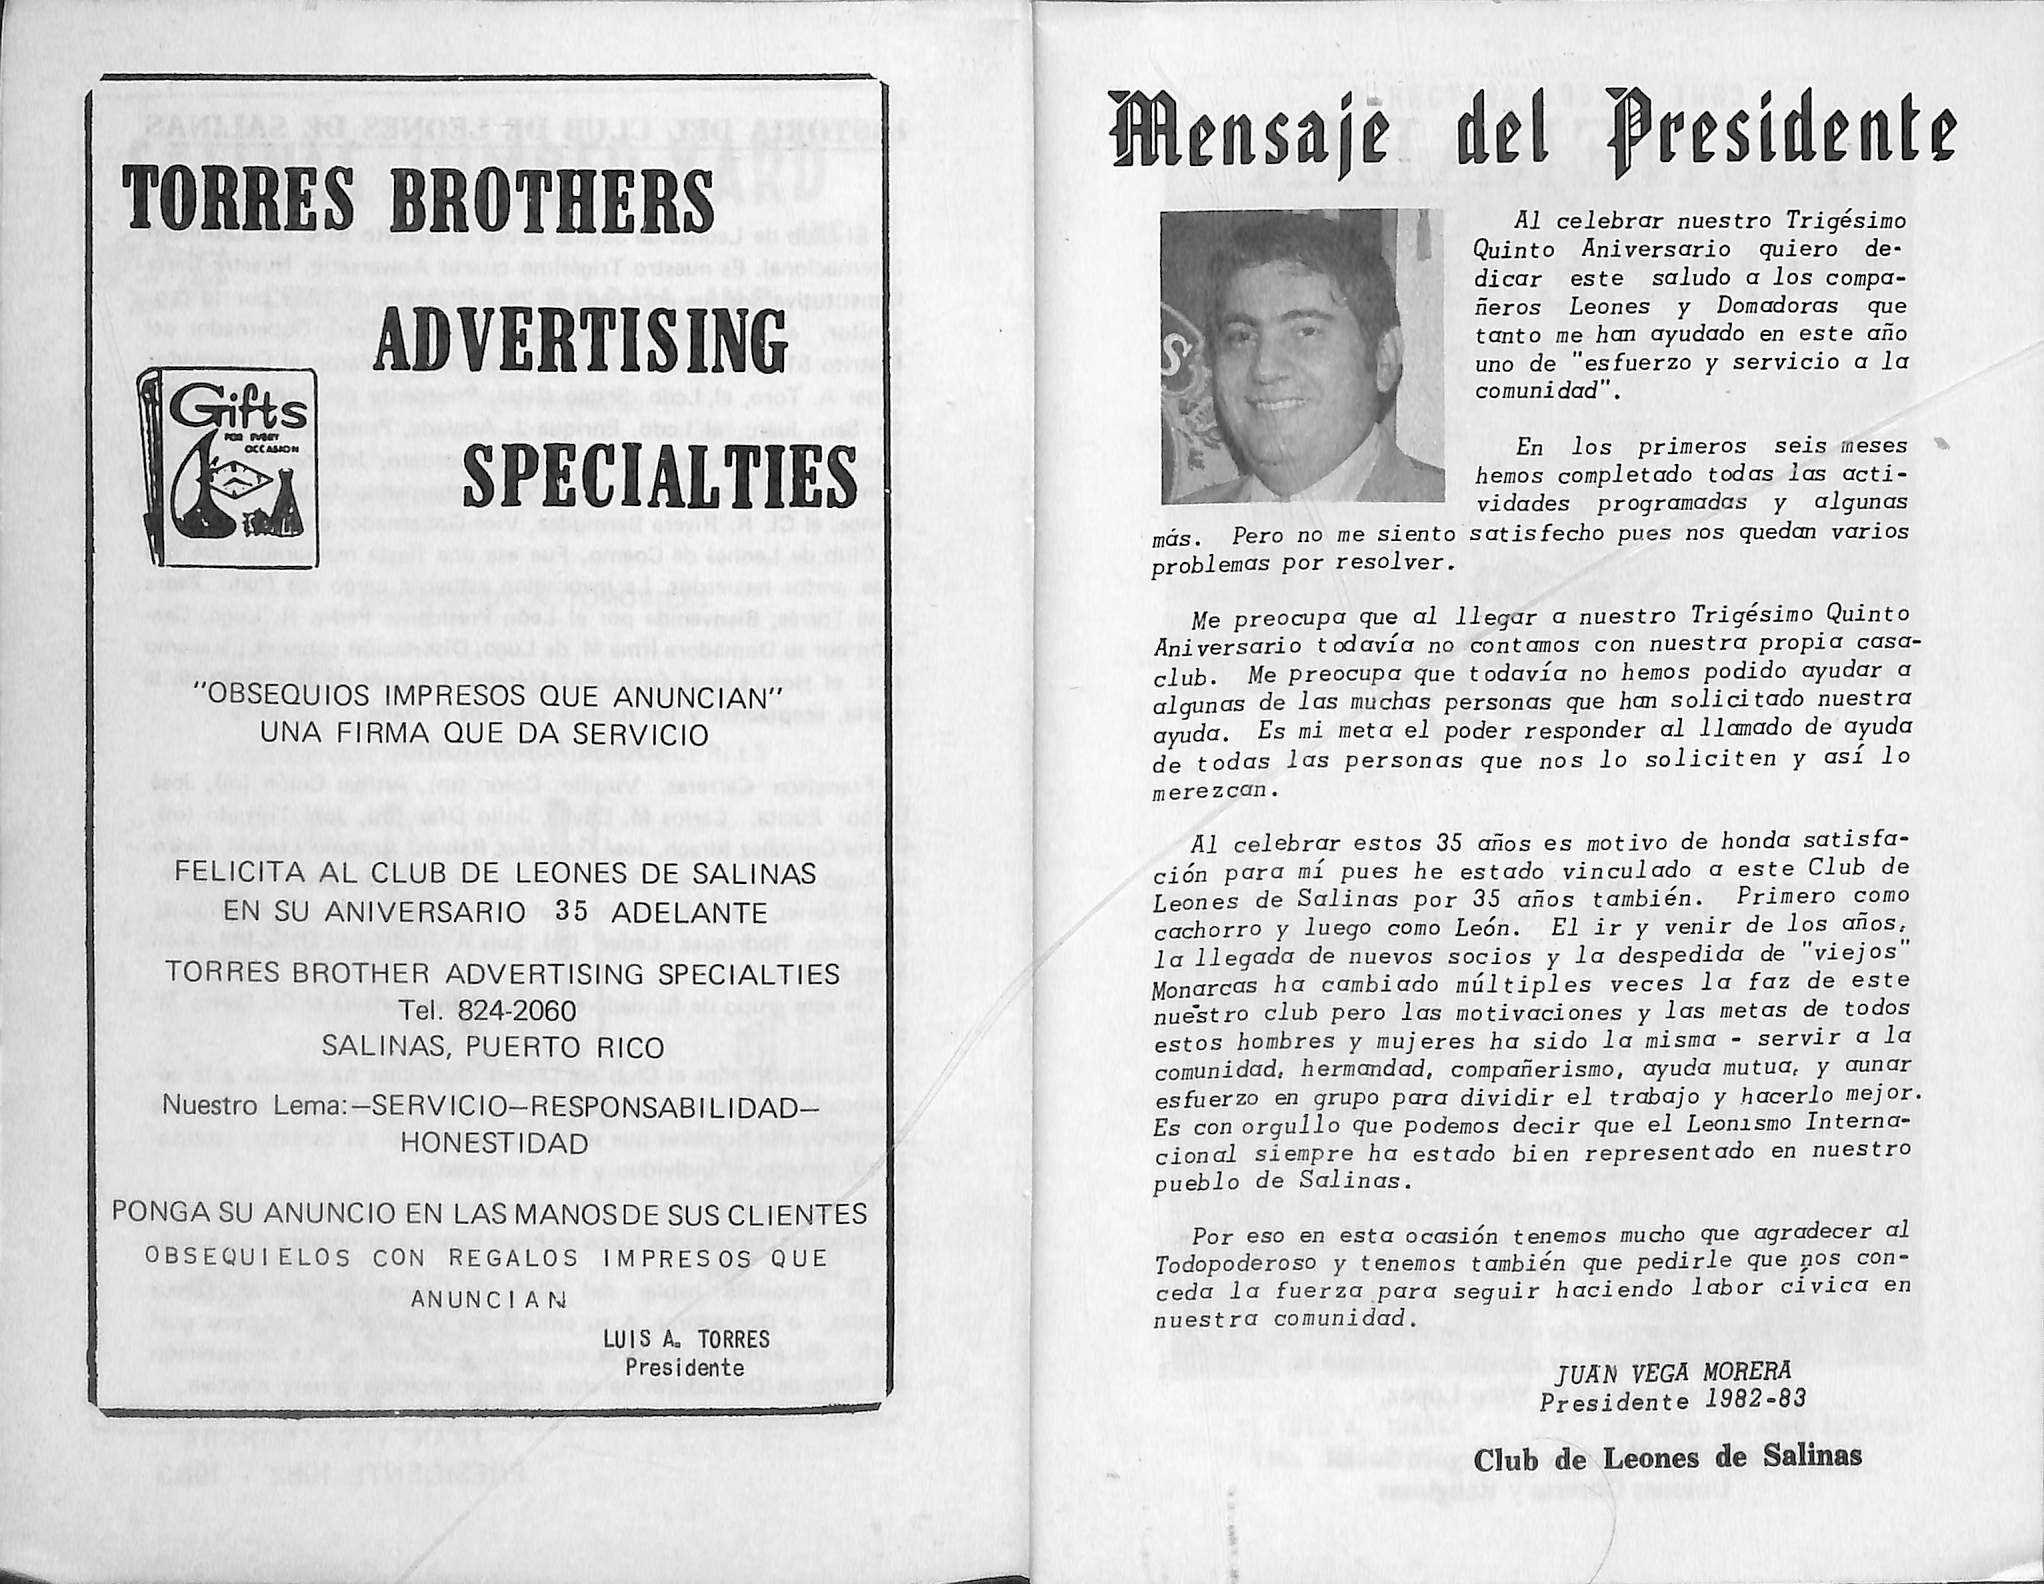 TORRES BROTHERS
ADVERTISING
SPECIALTIES
Gifts
FOR EVERY
OCCASION
"OBSEQUIOS IMPRESOS QUE ANUNCIAN"
UNA FIRMA QUE DA SERVICIO
FELICITA AL CLUB DE LEONES DE SALINAS
EN SU ANIVERSARIO 35 ADELANTE
TORRES BROTHER ADVERTISING SPECIALTIES
Tel. 824-2060
SALINAS, PUERTO RICO
Nuestro Lema:—SERVICIO—RESPONSABILIDAD—
HONESTIDAD
PONGA SU ANUNCIO EN LAS MANOS DE SUS CLIENTES
OBSEQUIELOS CON REGALOS IMPRESOS QUE
ANUNCIAN
LUIS A. TORRES
Presidente
Mensaje del Presidente
S
Al celebrar nuestro Trigésimo
Quinto Aniversario quiero de-
dicar este saludo a los compa-
ñeros Leones y Domadoras que
tanto me han ayudado en este año
uno de "esfuerzo y servicio a la
comunidad".
En los primeros seis meses
hemos completado todas las acti-
vidades programadas y algunas
mas. Pero no me siento satisfecho pues nos quedan varios
problemas por resolver.
Me preocupa que al llegar a nuestro Trigésimo Quinto
Aniversario todavía no contamos con nuestra propia casa-
club. Me preocupa que todavía no hemos podido ayudar a
algunas de las muchas personas que han solicitado nuestra
ayuda. Es mi meta el poder responder al llamado de ayuda
de todas las personas que nos lo soliciten y así lo
merezcan.
Al celebrar estos 35 años es motivo de honda satisfa-
ción para mí pues he estado vinculado a este Club de
Leones de Salinas por 35 años también. Primero como
cachorro y luego como León. El ir y venir de los años,
la llegada de nuevos socios y la despedida de "viejos"
Monarcas ha cambiado múltiples veces la faz de este
nuestro club pero las motivaciones y las metas de todos
estos hombres y mujeres ha sido la misma - servir a la
comunidad, hermandad, compañerismo, ayuda mutua, y aunar
esfuerzo en grupo para dividir el trabajo y hacerlo mejor.
Es con orgullo que podemos decir que el Leonismo Interna-
cional siempre ha estado bien representado en nuestro
pueblo de Salinas.
Por eso en esta ocasión tenemos mucho que agradecer al
Todopoderoso y tenemos también que pedirle que nos con-
ceda la fuerza para seguir haciendo labor cívica en
nuestra comunidad.
JUAN VEGA MORERA
Presidente 1982-83
Club de Leones de Salinas